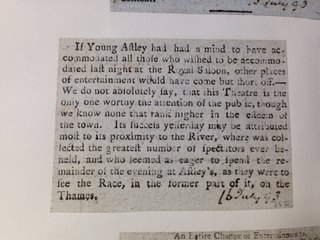 13 July 93
If Young Aſtley had had a mind to have ac-
commodated all thoſe who wiſhed to be accommo-
dated laſt night at the Royal Saloon, other places
of entertainment would have come but ſhort off.—
We do not abſolutely ſay, that this Theatre is the
only one worthy the attention of the public, though
we know none that rank higher in the eſteem of
the town. Its ſucceſs yeſterday may be attributed
moſt to its proximity to the River, where was col-
lected the greateſt number of ſpectators ever be-
held, and who ſeemed as eager to ſpend the re-
mainder of the evening at Aſtley's, as they were to
ſee the Race, in the former part of it, on the
Thames.
16 July 93
An Entire Change of Entertainments.